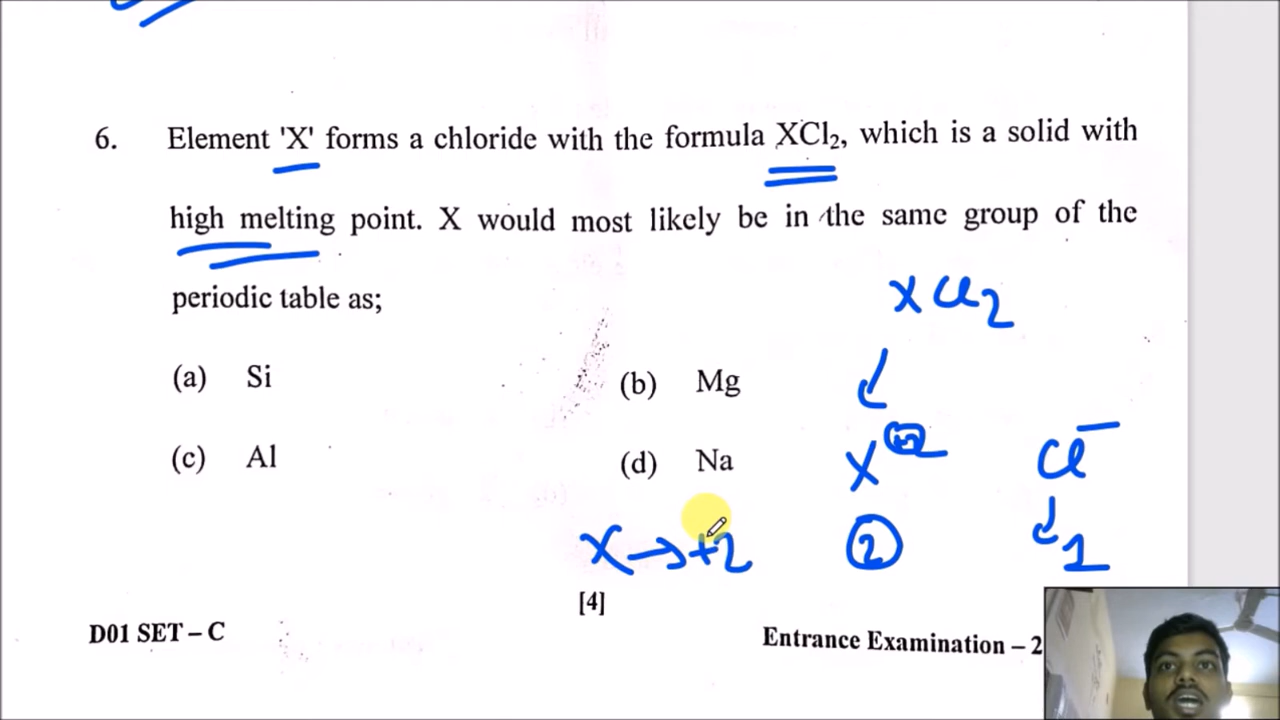 6. Element 'X' forms a chloride with the formula XCl₂, which is a solid with
high melting point. X would most likely be in the same group of the
periodic table as;
XCl₂
(a) Si (b) Mg
X⁺² Cl⁻
(c) Al (d) Na
X → +2 2 1
[4]
D01 SET – C Entrance Examination – 2